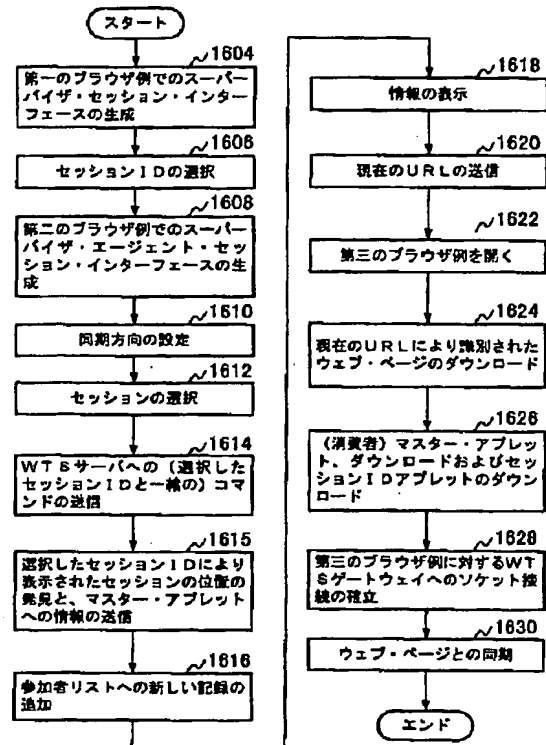 スタート
1604
第一のブラウザ例でのスーパー
バイザ・セッション・インター
フェースの生成
1606
セッションIDの選択
1608
第二のブラウザ例でのスーパー
バイザ・エージェント・セッ
ション・インターフェースの生
成
1610
同期方向の設定
1612
セッションの選択
1614
WTSサーバへの(選択した
セッションIDと一緒の)コ
マンドの送信
1615
選択したセッションIDにより
表示されたセッションの位置の
発見と、マスター・アプレット
への情報の送信
1616
参加者リストへの新しい記録の
追加
1618
情報の表示
1620
現在のURLの送信
1622
第三のブラウザ例を開く
1624
現在のURLにより識別された
ウェブ・ページのダウンロード
1626
(消費者)マスター・アプレッ
ト、ダウンロードおよびセッシ
ョンIDアプレットのダウン
ロード
1628
第三のブラウザ例に対するWT
Sゲートウェイへのソケット接
続の確立
1630
ウェブ・ページとの同期
エンド